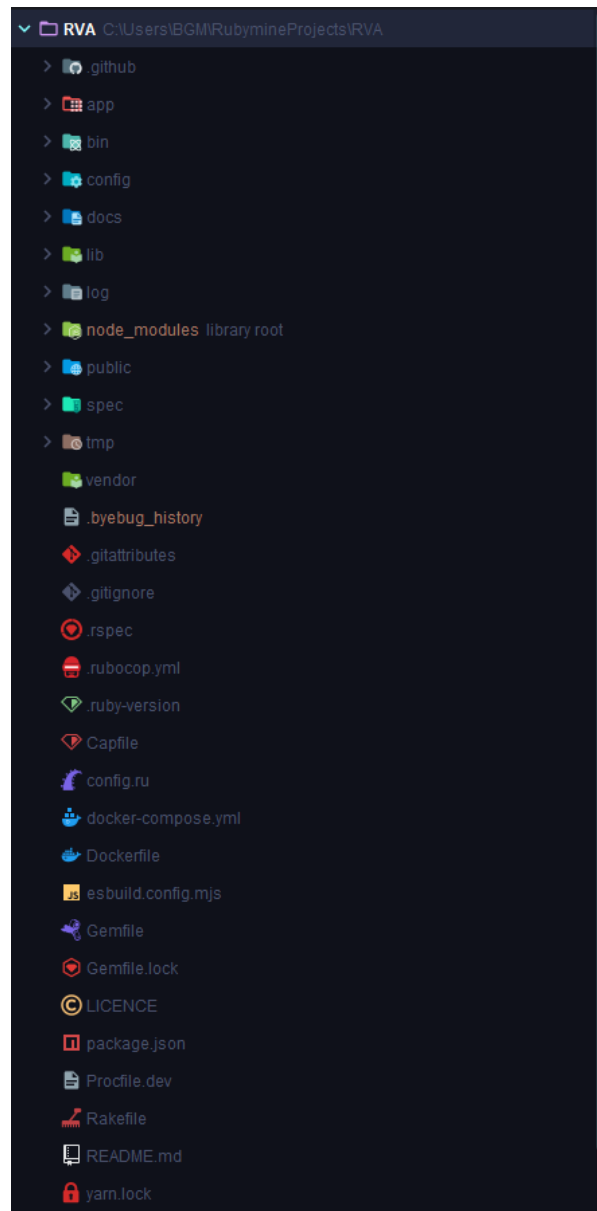 RVA C:\Users\BGM\RubymineProjects\RVA
.github
app
bin
config
docs
lib
log
node_modules library root
public
spec
tmp
vendor
.byebug_history
.gitattributes
.gitignore
.rspec
.rubocop.yml
.ruby-version
Capfile
config.ru
docker-compose.yml
Dockerfile
esbuild.config.mjs
Gemfile
Gemfile.lock
LICENCE
package.json
Procfile.dev
Rakefile
README.md
yarn.lock